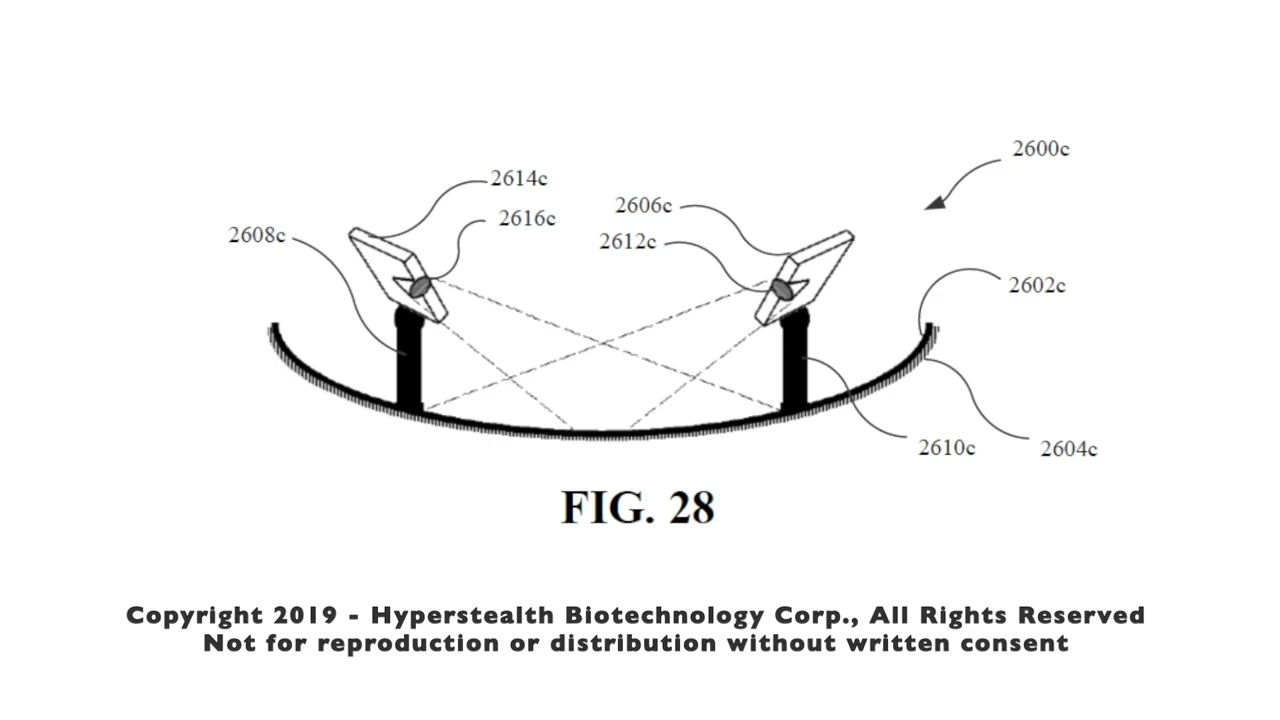 2600c
2614c
2606c
2616c
2608c
2612c
2602c
2610c
2604c
FIG. 28
Copyright 2019 - Hyperstealth Biotechnology Corp., All Rights Reserved
Not for reproduction or distribution without written consent